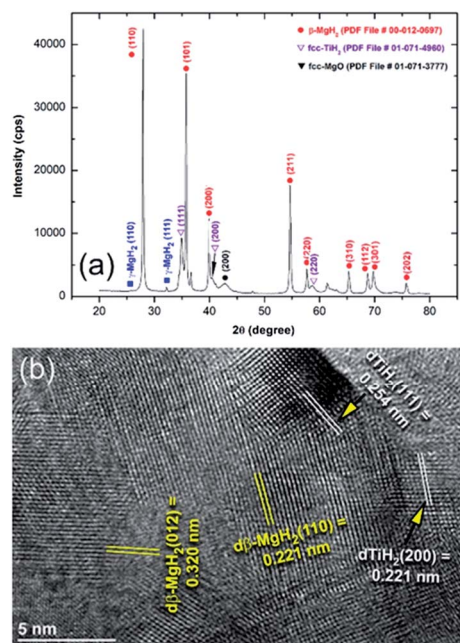 (a)
β-MgH₂ (PDF File # 00-012-0697)
fcc-TiH₂ (PDF File # 01-071-4960)
fcc-MgO (PDF File # 01-071-3777)
Intensity (cps)
40000
30000
20000
10000
0
(a)
γ-MgH₂ (110)
(110)
γ-MgH₂ (111)
(111)
(101)
(200)
(200)
(200)
(211)
(220)
(220)
(310)
(112)
(301)
(202)
20
30
40
50
60
70
80
2θ (degree)
(b)
dTiH₂(111) =
0.254 nm
dβ-MgH₂(012) =
0.320 nm
dβ-MgH₂(110) =
0.221 nm
dTiH₂(200) =
0.221 nm
5 nm